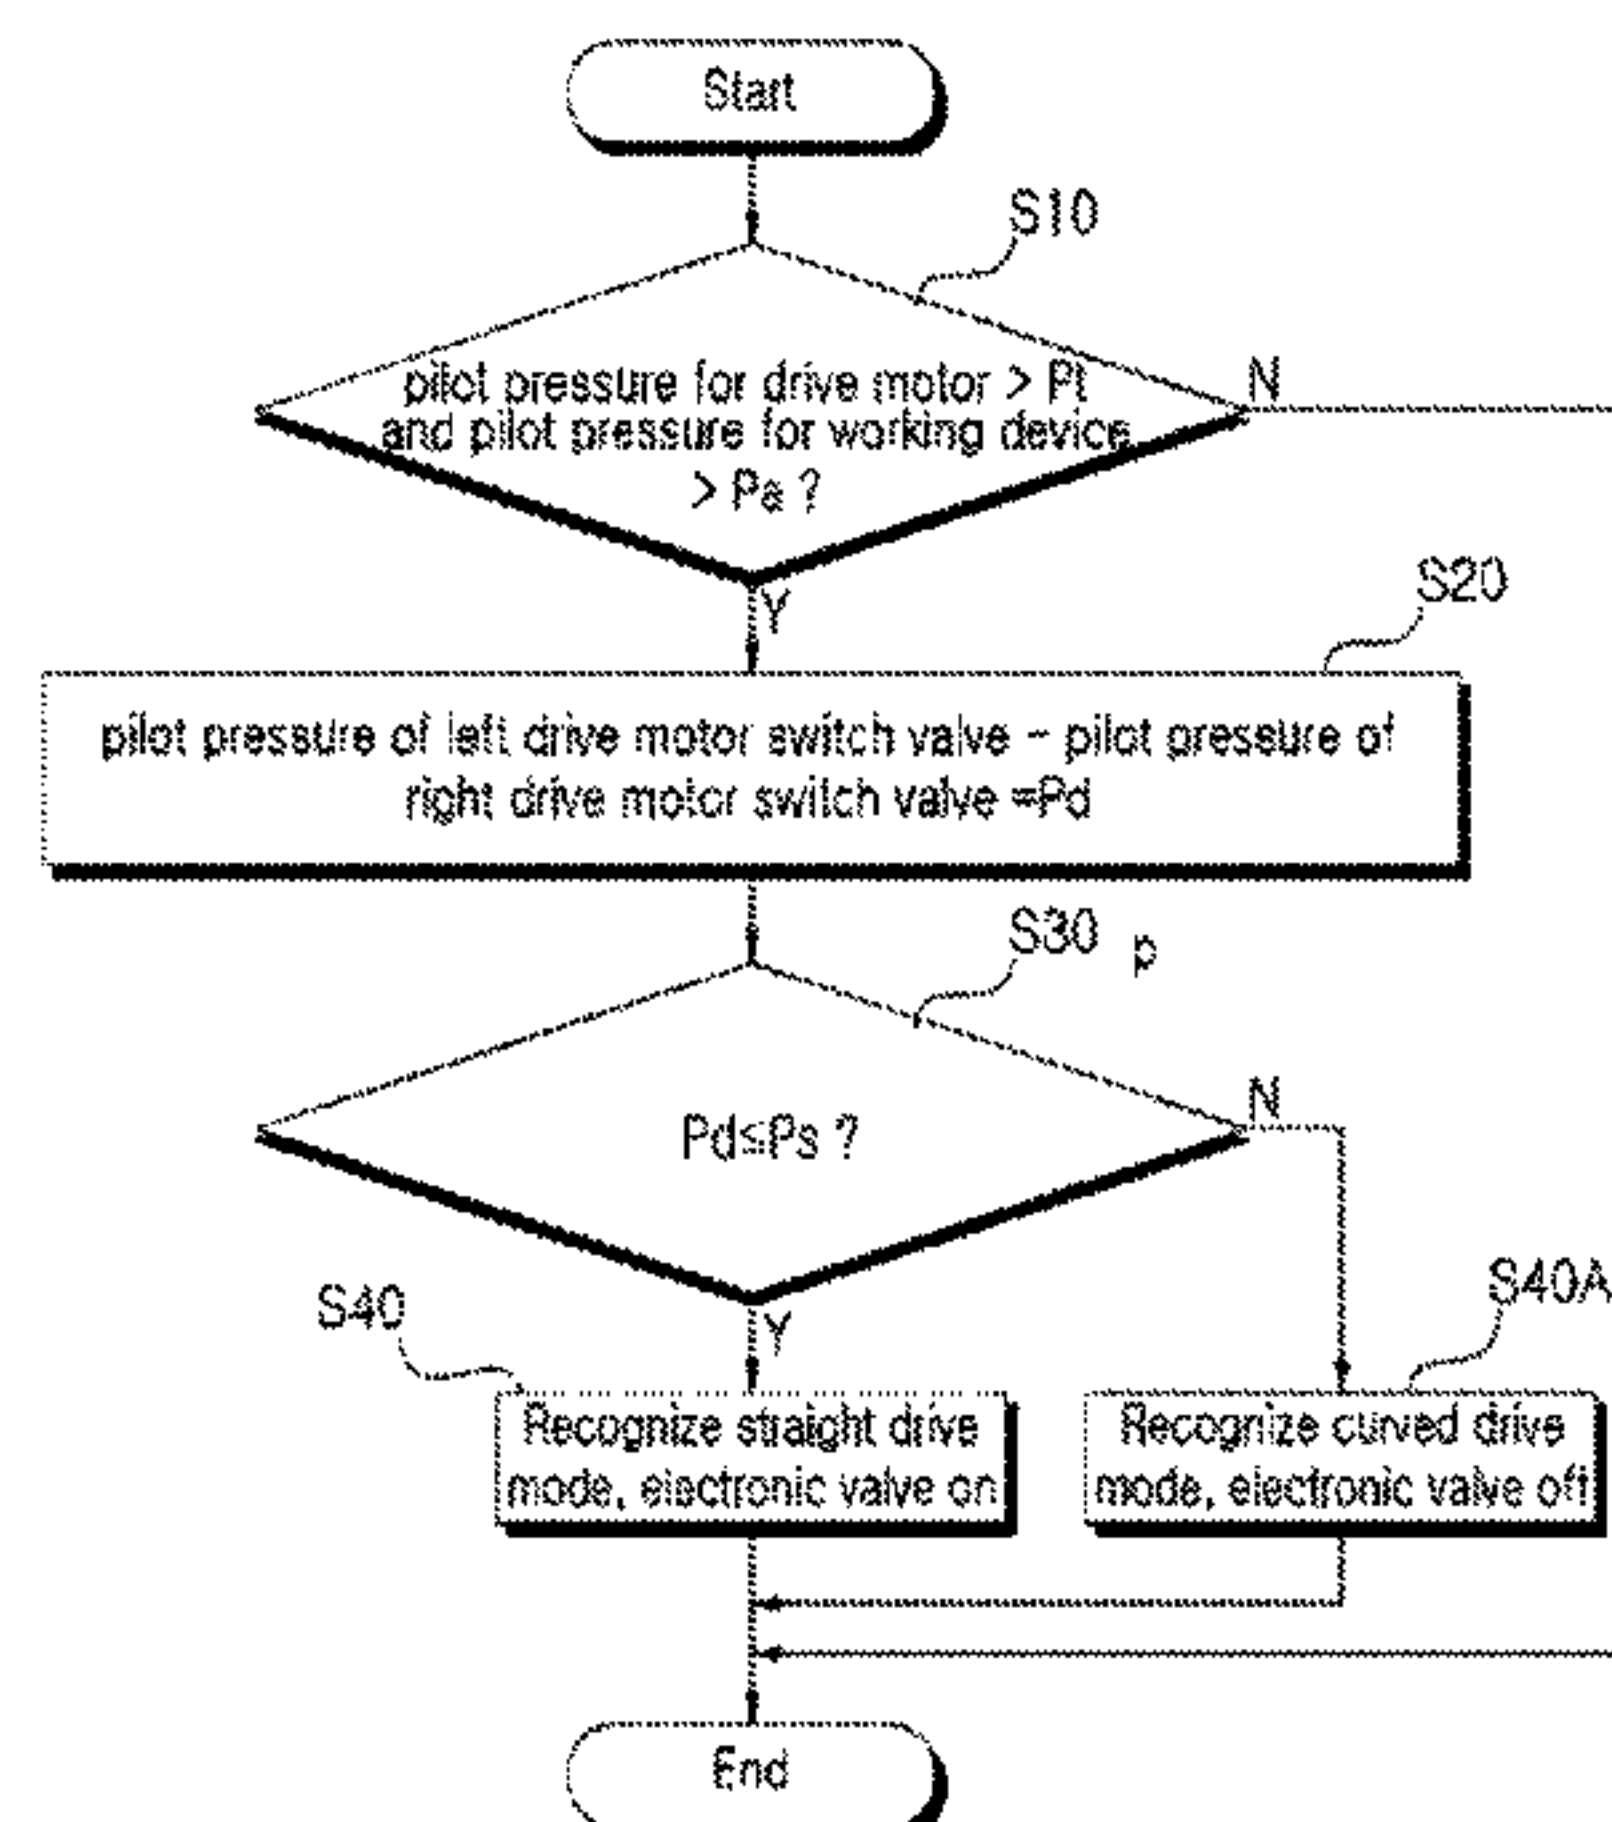 Start
S10
pilot pressure for drive motor > Pt
N
and pilot pressure for working device
> Pa ?
Y
S20
pilot pressure of left drive motor switch valve - pilot pressure of
right drive motor switch valve =Pd
S30
p
Pd≦Ps ?
N
S40
Y
S40A
Recognize straight drive
mode, electronic valve on
Recognize curved drive
mode, electronic valve off
End